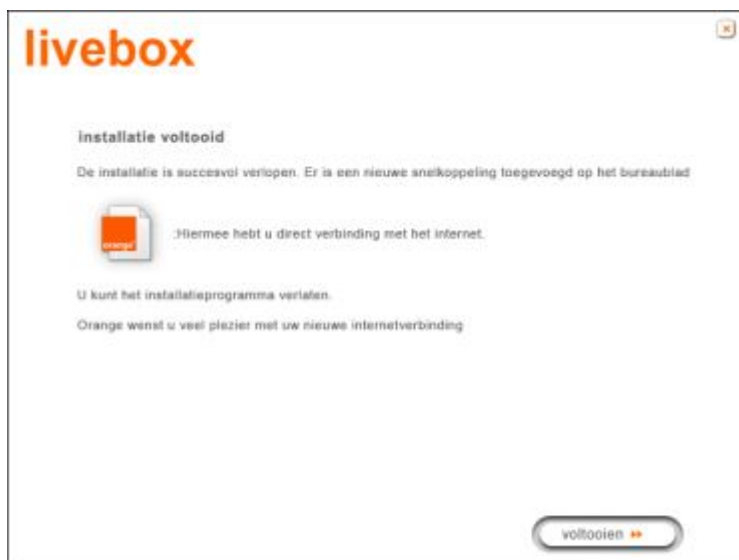 livebox
installatie voltooid
De installatie is succesvol verlopen. Er is een nieuwe snelkoppeling toegevoegd op het bureaublad
orange
:Hiermee hebt u direct verbinding met het internet.
U kunt het installatieprogramma verlaten.
Orange wenst u veel plezier met uw nieuwe internetverbinding
voltooien